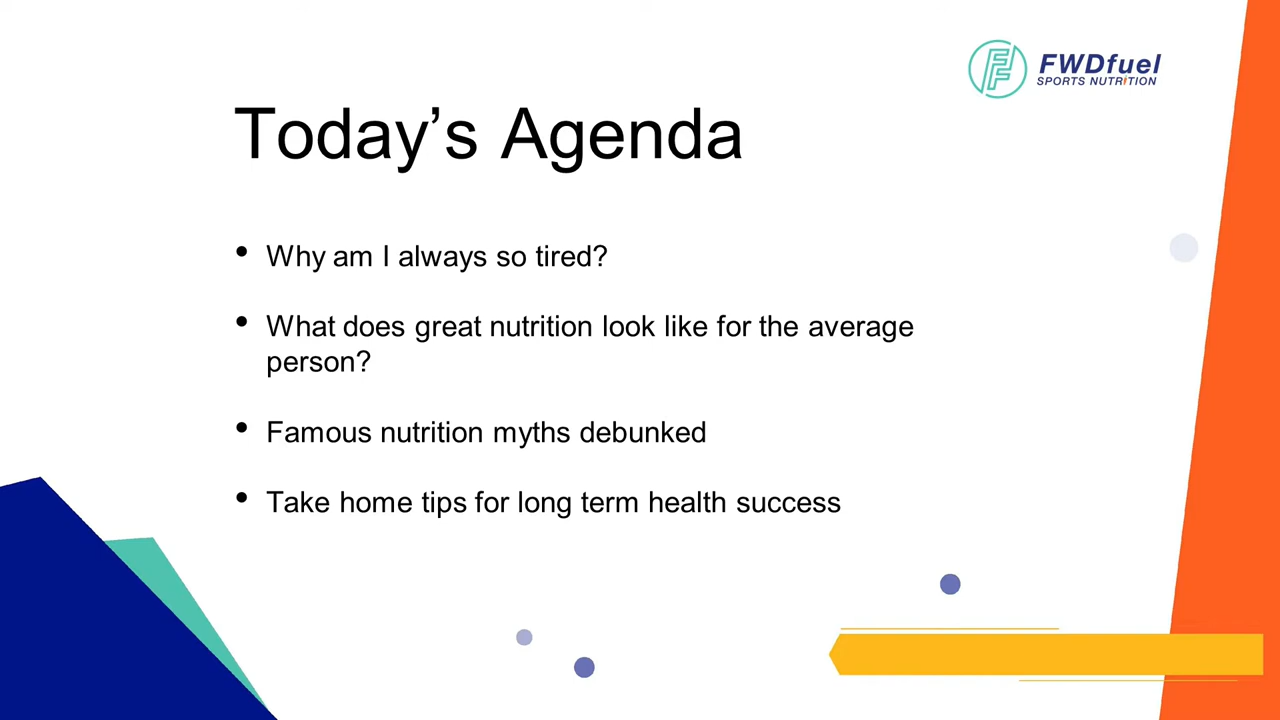 FWDfuel
SPORTS NUTRITION
Today’s Agenda
• Why am I always so tired?
• What does great nutrition look like for the average
person?
• Famous nutrition myths debunked
• Take home tips for long term health success